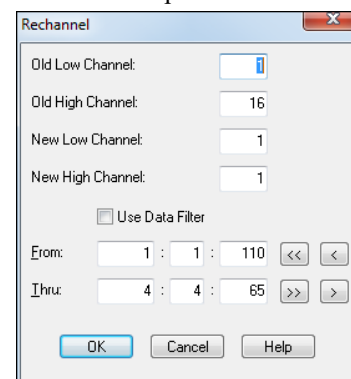 Rechannel
Old Low Channel: 1
Old High Channel: 16
New Low Channel: 1
New High Channel: 1
Use Data Filter
From: 1 : 1 : 110 << <
Thru: 4 : 4 : 65 >> >
OK Cancel Help